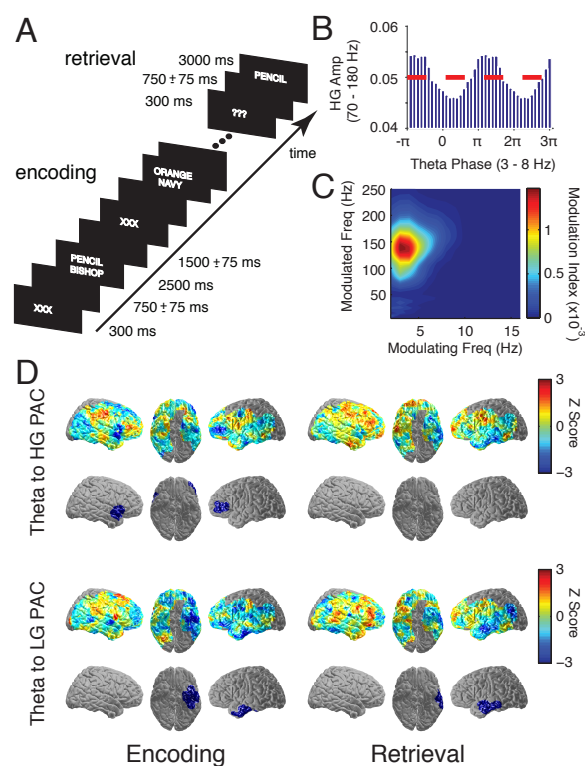 A
retrieval
3000 ms
750 ± 75 ms
300 ms
PENCIL
???
time
encoding
ORANGE
NAVY
XXX
PENCIL
BISHOP
XXX
1500 ± 75 ms
2500 ms
750 ± 75 ms
300 ms
B
HG Amp
(70 - 180 Hz)
0.06
0.05
0.04
-π 0 π 2π 3π
Theta Phase (3 - 8 Hz)
C
Modulated Freq (Hz)
250
200
150
100
50
5 10 15
Modulating Freq (Hz)
1
0.5
0
Modulation Index (x10⁻³)
D
Theta to HG PAC
3
−3
Z Score
Theta to LG PAC
3
−3
Z Score
Encoding
Retrieval